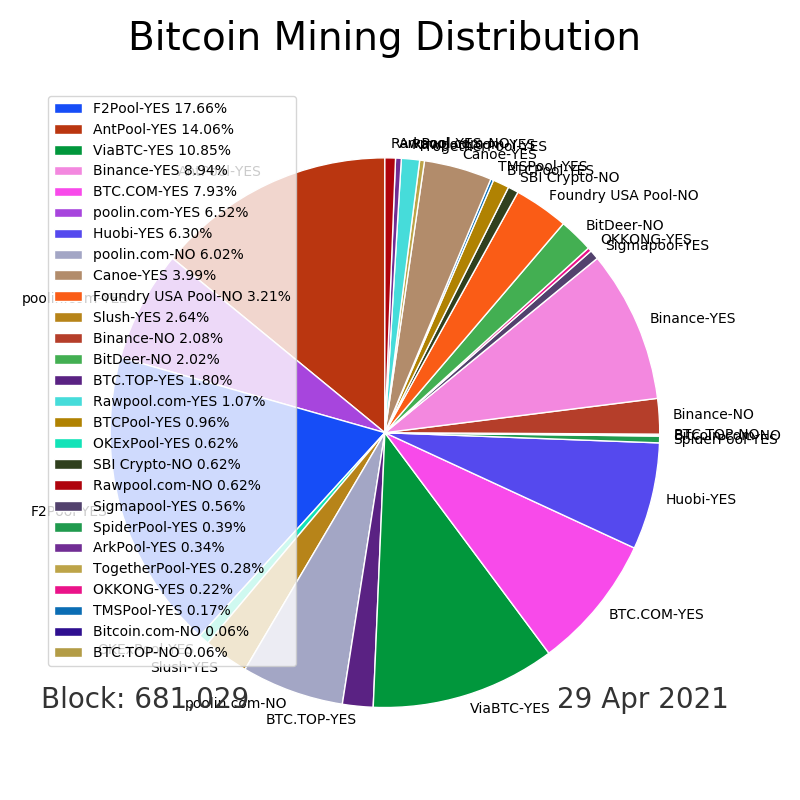 Bitcoin Mining Distribution
F2Pool-YES 17.66%
AntPool-YES 14.06%
ViaBTC-YES 10.85%
Binance-YES 8.94%
BTC.COM-YES 7.93%
poolin.com-YES 6.52%
Huobi-YES 6.30%
poolin.com-NO 6.02%
Canoe-YES 3.99%
Foundry USA Pool-NO 3.21%
Slush-YES 2.64%
Binance-NO 2.08%
BitDeer-NO 2.02%
BTC.TOP-YES 1.80%
Rawpool.com-YES 1.07%
BTCPool-YES 0.96%
OKExPool-YES 0.62%
SBI Crypto-NO 0.62%
Rawpool.com-NO 0.62%
Sigmapool-YES 0.56%
SpiderPool-YES 0.39%
ArkPool-YES 0.34%
TogetherPool-YES 0.28%
OKKONG-YES 0.22%
TMSPool-YES 0.17%
Bitcoin.com-NO 0.06%
BTC.TOP-NO 0.06%
Canoe-YES
TMSPool-YES
BTCPool-YES
SBI Crypto-NO
Foundry USA Pool-NO
BitDeer-NO
OKKONG-YES
Sigmapool-YES
Binance-YES
Binance-NO
BTC.TOP-NO
SpiderPool-YES
Huobi-YES
BTC.COM-YES
ViaBTC-YES
BTC.TOP-YES
poolin.com-NO
Slush-YES
F2Pool-YES
Block: 681,029
29 Apr 2021